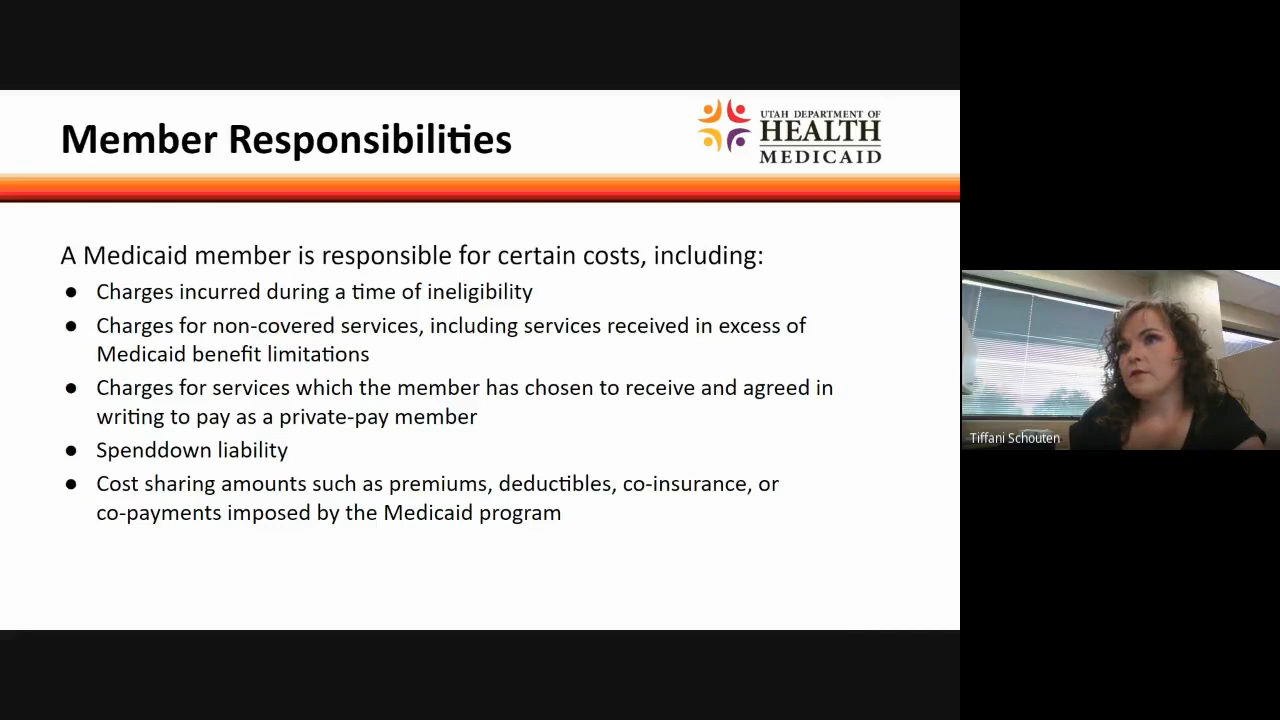 Member Responsibilities
UTAH DEPARTMENT OF
HEALTH
MEDICAID
A Medicaid member is responsible for certain costs, including:
● Charges incurred during a time of ineligibility
● Charges for non-covered services, including services received in excess of
Medicaid benefit limitations
● Charges for services which the member has chosen to receive and agreed in
writing to pay as a private-pay member
● Spenddown liability
● Cost sharing amounts such as premiums, deductibles, co-insurance, or
co-payments imposed by the Medicaid program
Tiffani Schouten